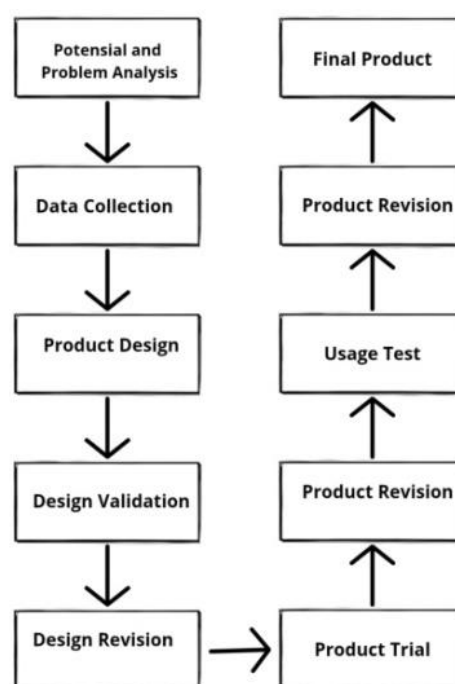 Potensial and
Problem Analysis
Data Collection
Product Design
Design Validation
Design Revision
Product Trial
Product Revision
Usage Test
Product Revision
Final Product